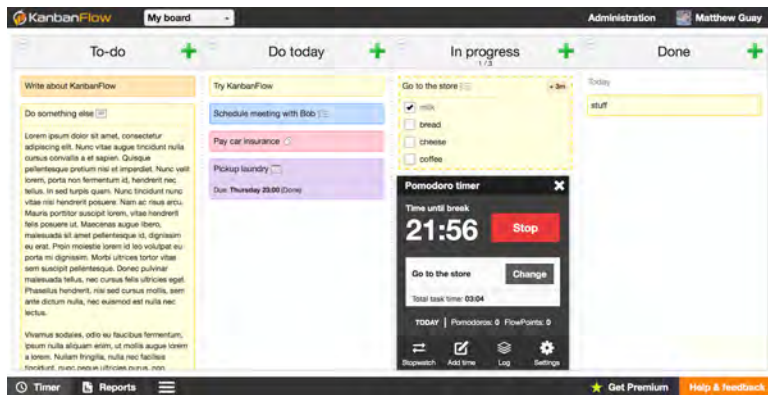 KanbanFlow
My board
Administration
Matthew Guay
To-do
Do today
In progress
1 / 3
Done
Write about KanbanFlow
Do something else
Lorem ipsum dolor sit amet, consectetur
adipiscing elit. Nunc vitae augue tincidunt nulla
cursus convallis a et sapien. Quisque
pellentesque pretium nisi et imperdiet. Nunc velit
lorem, porta non fermentum id, hendrerit nec
tellus. In sed turpis quam. Nunc tincidunt nunc
vitae nisl hendrerit posuere. Nam ac risus arcu.
Mauris porttitor suscipit lorem, vitae hendrerit
felis posuere ut. Maecenas augue libero,
malesuada sit amet pellentesque id, dignissim
eu erat. Proin molestie lorem id leo volutpat eu
porta mi dignissim. Morbi ultrices tortor vitae
sem suscipit pellentesque. Donec pulvinar
malesuada tellus, nec cursus felis ultricies eget.
Phasellus hendrerit, nisl sed cursus mollis, sem
ante dictum nulla, nec euismod est nulla nec
lectus.
Vivamus sodales, odio eu faucibus fermentum,
ipsum nulla aliquam enim, ut mollis augue lorem
a lorem. Nullam fringilla, nulla nec facilisis
tincidunt, nunc neque ultricies purus, non
Try KanbanFlow
Schedule meeting with Bob
Pay car insurance
Pickup laundry
Due: Thursday 23:00 (Done)
Go to the store
+ 3m
milk
bread
cheese
coffee
Pomodoro timer
Time until break
21:56
Stop
Go to the store
Change
Total task time: 03:04
TODAY | Pomodoros: 0 FlowPoints: 0
Stopwatch
Add time
Log
Settings
Today
stuff
Timer
Reports
Get Premium
Help & feedback